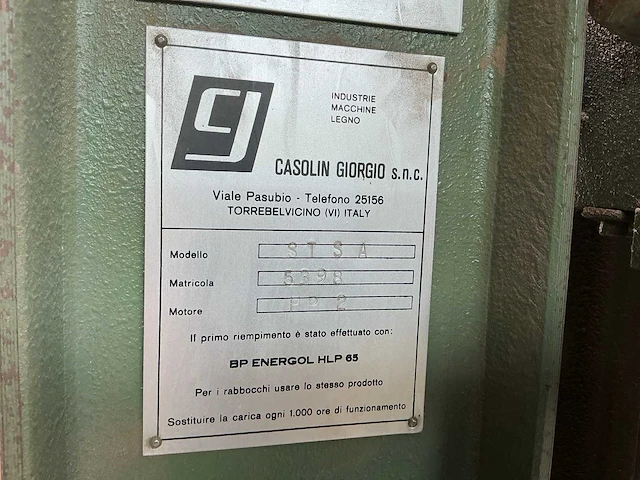 INDUSTRIE
MACCHINE
LEGNO
CASOLIN GIORGIO s.n.c.
Viale Pasubio - Telefono 25156
TORREBELVICINO (VI) ITALY
Modello STSA
Matricola
Motore HP 2
Il primo riempimento è stato effettuato con:
BP ENERGOL HLP 65
Per i rabbocchi usare lo stesso prodotto
Sostituire la carica ogni 1.000 ore di funzionamento